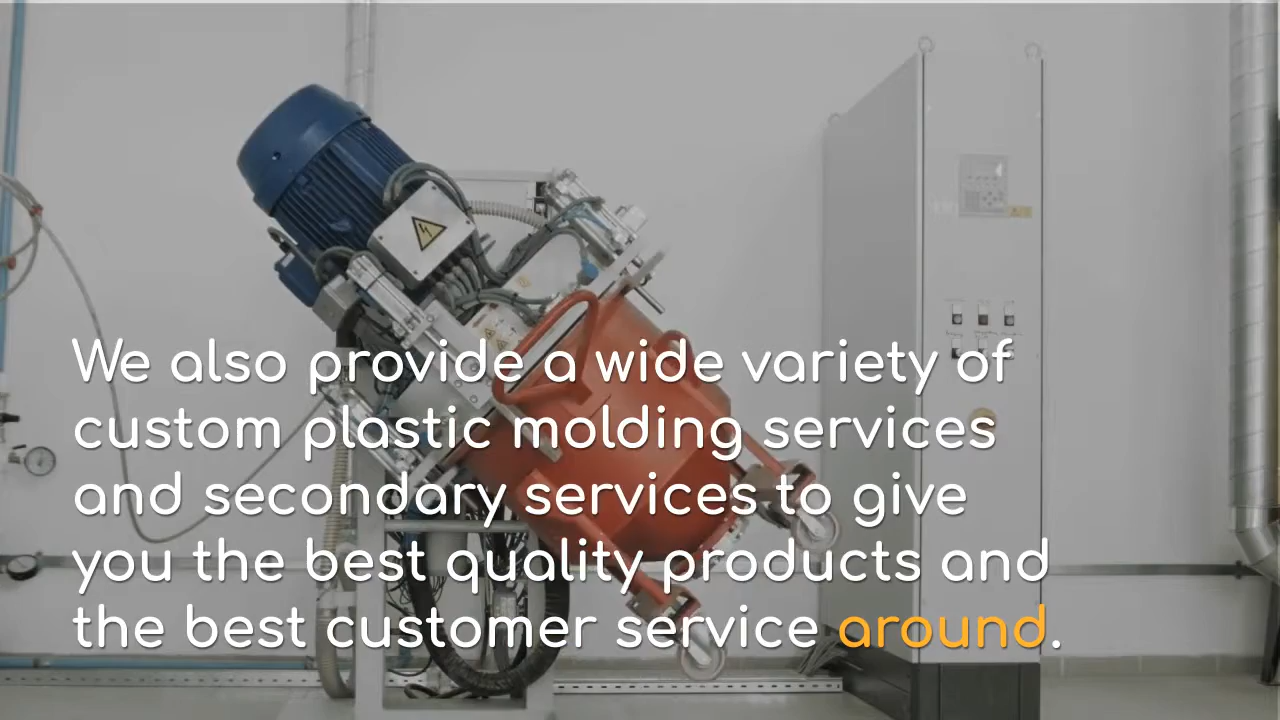 We also provide a wide variety of
custom plastic molding services
and secondary services to give
you the best quality products and
the best customer service around.